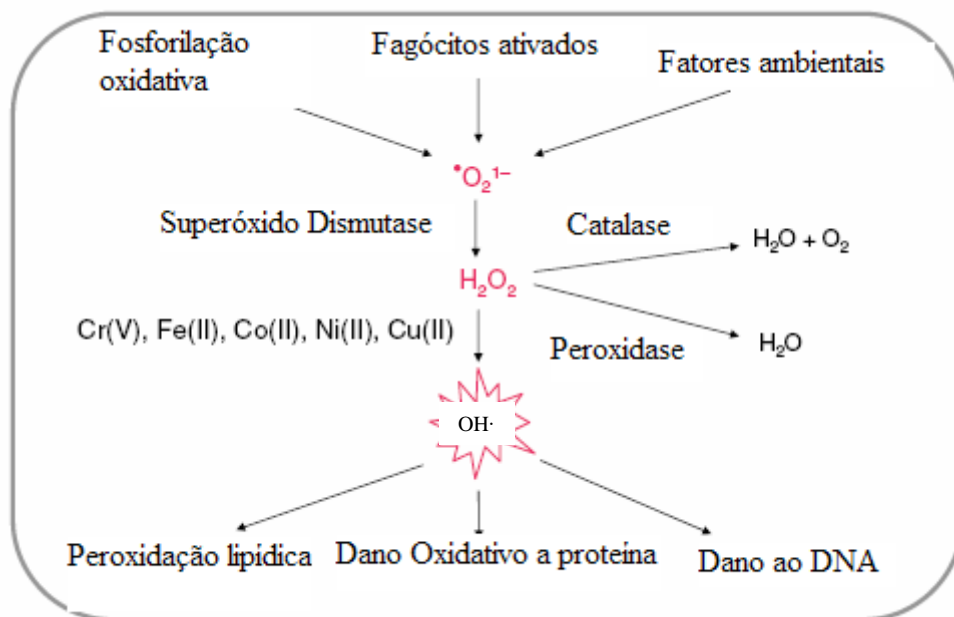 Fosforilação
oxidativa
Fagócitos ativados
Fatores ambientais
•O₂¹⁻
Superóxido Dismutase
Catalase
H₂O + O₂
H₂O₂
Cr(V), Fe(II), Co(II), Ni(II), Cu(II)
Peroxidase
H₂O
OH·
Peroxidação lipídica
Dano Oxidativo a proteína
Dano ao DNA